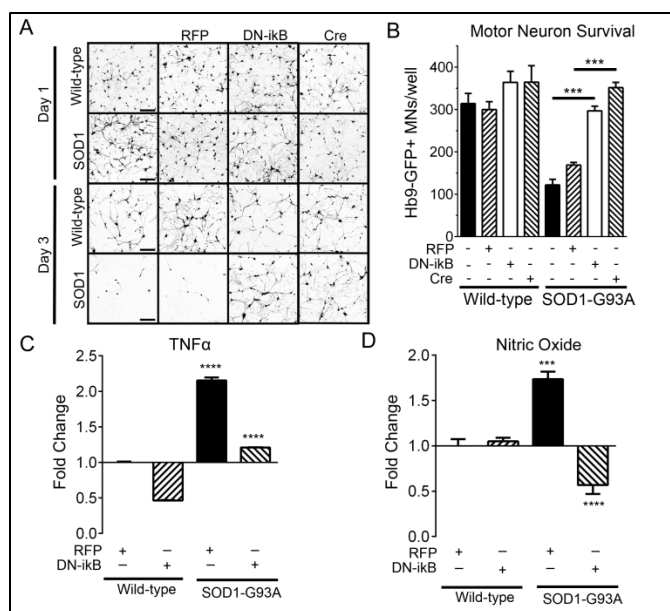 A
RFP DN-ikB Cre
Day 1
Wild-type
SOD1
Day 3
Wild-type
SOD1
B
Motor Neuron Survival
Hb9-GFP+ MNs/well
400
300
200
100
0
***
***
RFP - + - - - + - -
DN-ikB - - + - - - + -
Cre - - - + - - - +
Wild-type SOD1-G93A
C
TNFα
Fold Change
2.5
2.0
1.5
1.0
0.5
0.0
****
****
RFP + – + –
DN-ikB – + – +
Wild-type SOD1-G93A
D
Nitric Oxide
Fold Change
2.0
1.5
1.0
0.5
0.0
***
****
RFP + – + –
DN-ikB – + – +
Wild-type SOD1-G93A